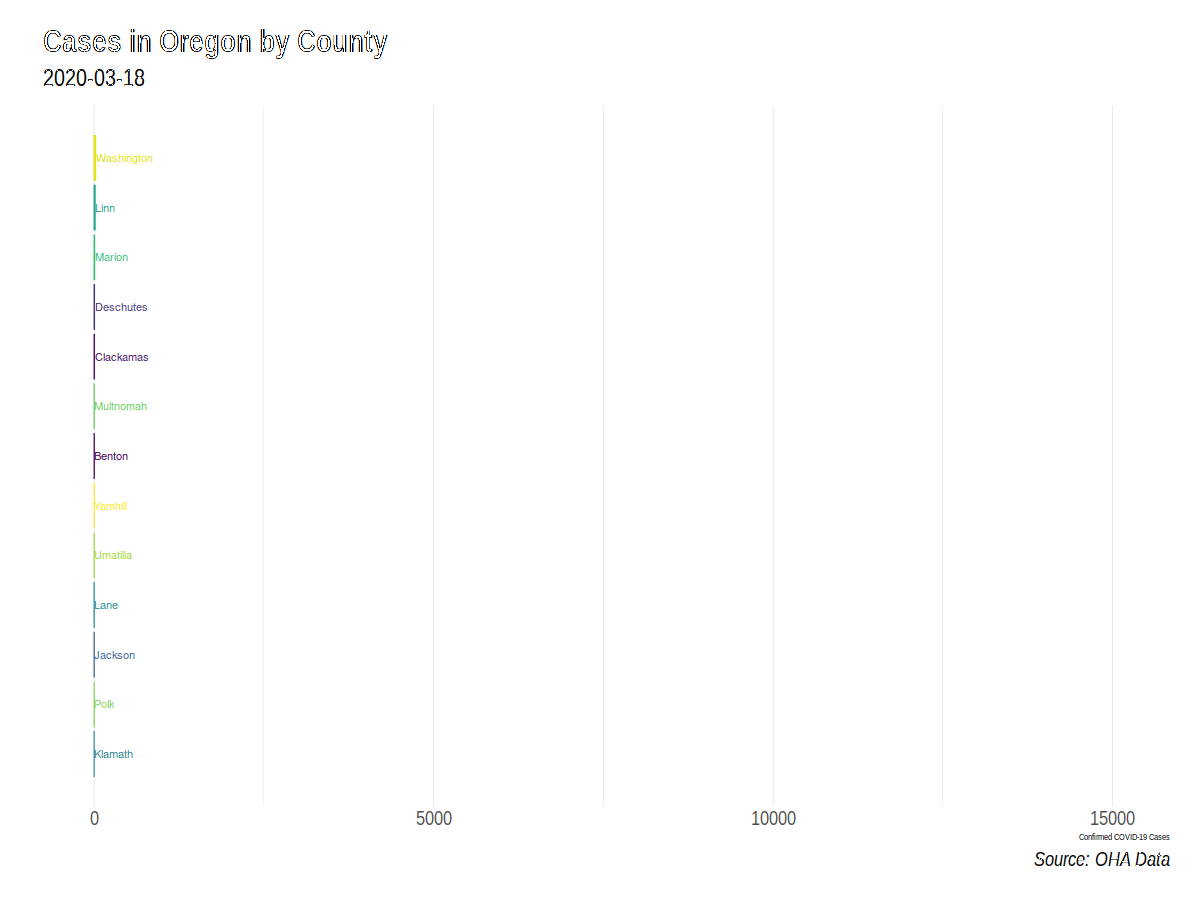 Cases in Oregon by County
2020-03-18
Washington
Linn
Marion
Deschutes
Clackamas
Multnomah
Benton
Yamhill
Umatilla
Lane
Jackson
Polk
Klamath
0 5000 10000 15000
Confirmed COVID-19 Cases
Source: OHA Data